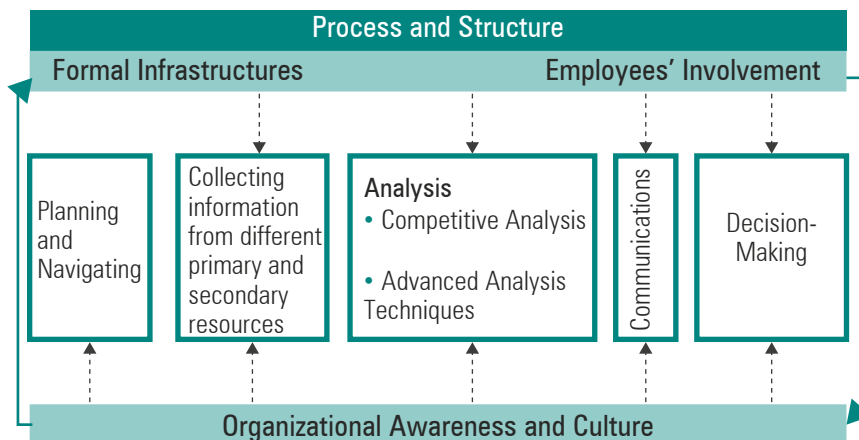 Process and Structure
Formal Infrastructures
Employees’ Involvement
Planning
and
Navigating
Collecting
information
from different
primary and
secondary
resources
Analysis
• Competitive Analysis
• Advanced Analysis
Techniques
Communications
Decision-
Making
Organizational Awareness and Culture